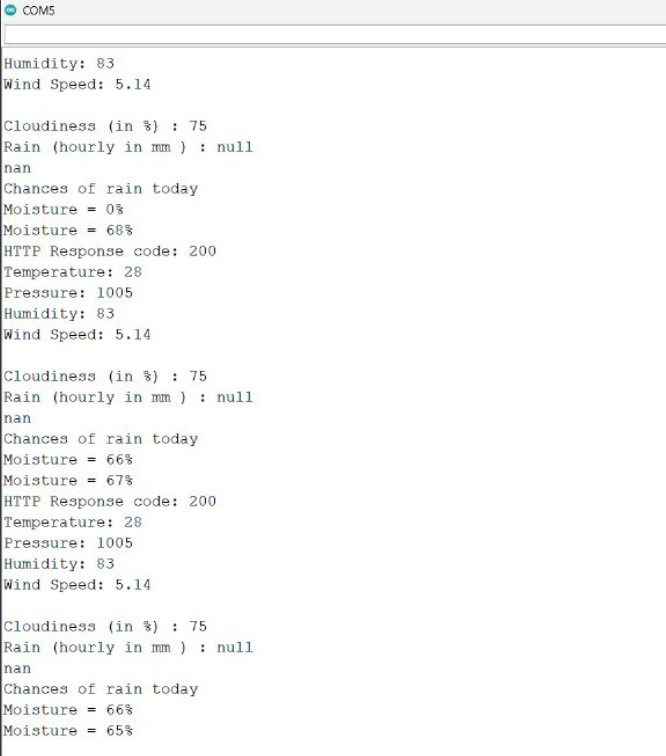 COM5
Humidity: 83
Wind Speed: 5.14
Cloudiness (in %) : 75
Rain (hourly in mm ) : null
nan
Chances of rain today
Moisture = 0%
Moisture = 68%
HTTP Response code: 200
Temperature: 28
Pressure: 1005
Humidity: 83
Wind Speed: 5.14
Cloudiness (in %) : 75
Rain (hourly in mm ) : null
nan
Chances of rain today
Moisture = 66%
Moisture = 67%
HTTP Response code: 200
Temperature: 28
Pressure: 1005
Humidity: 83
Wind Speed: 5.14
Cloudiness (in %) : 75
Rain (hourly in mm ) : null
nan
Chances of rain today
Moisture = 66%
Moisture = 65%